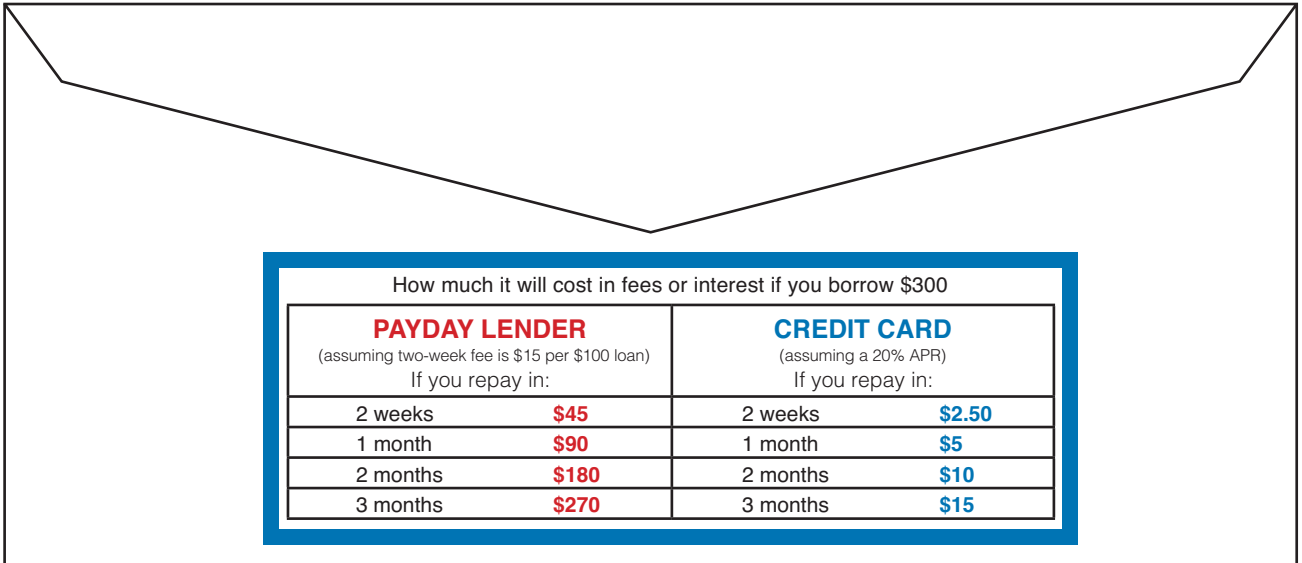 How much it will cost in fees or interest if you borrow $300
PAYDAY LENDER
(assuming two-week fee is $15 per $100 loan)
If you repay in:
2 weeks $45
1 month $90
2 months $180
3 months $270
CREDIT CARD
(assuming a 20% APR)
If you repay in:
2 weeks $2.50
1 month $5
2 months $10
3 months $15